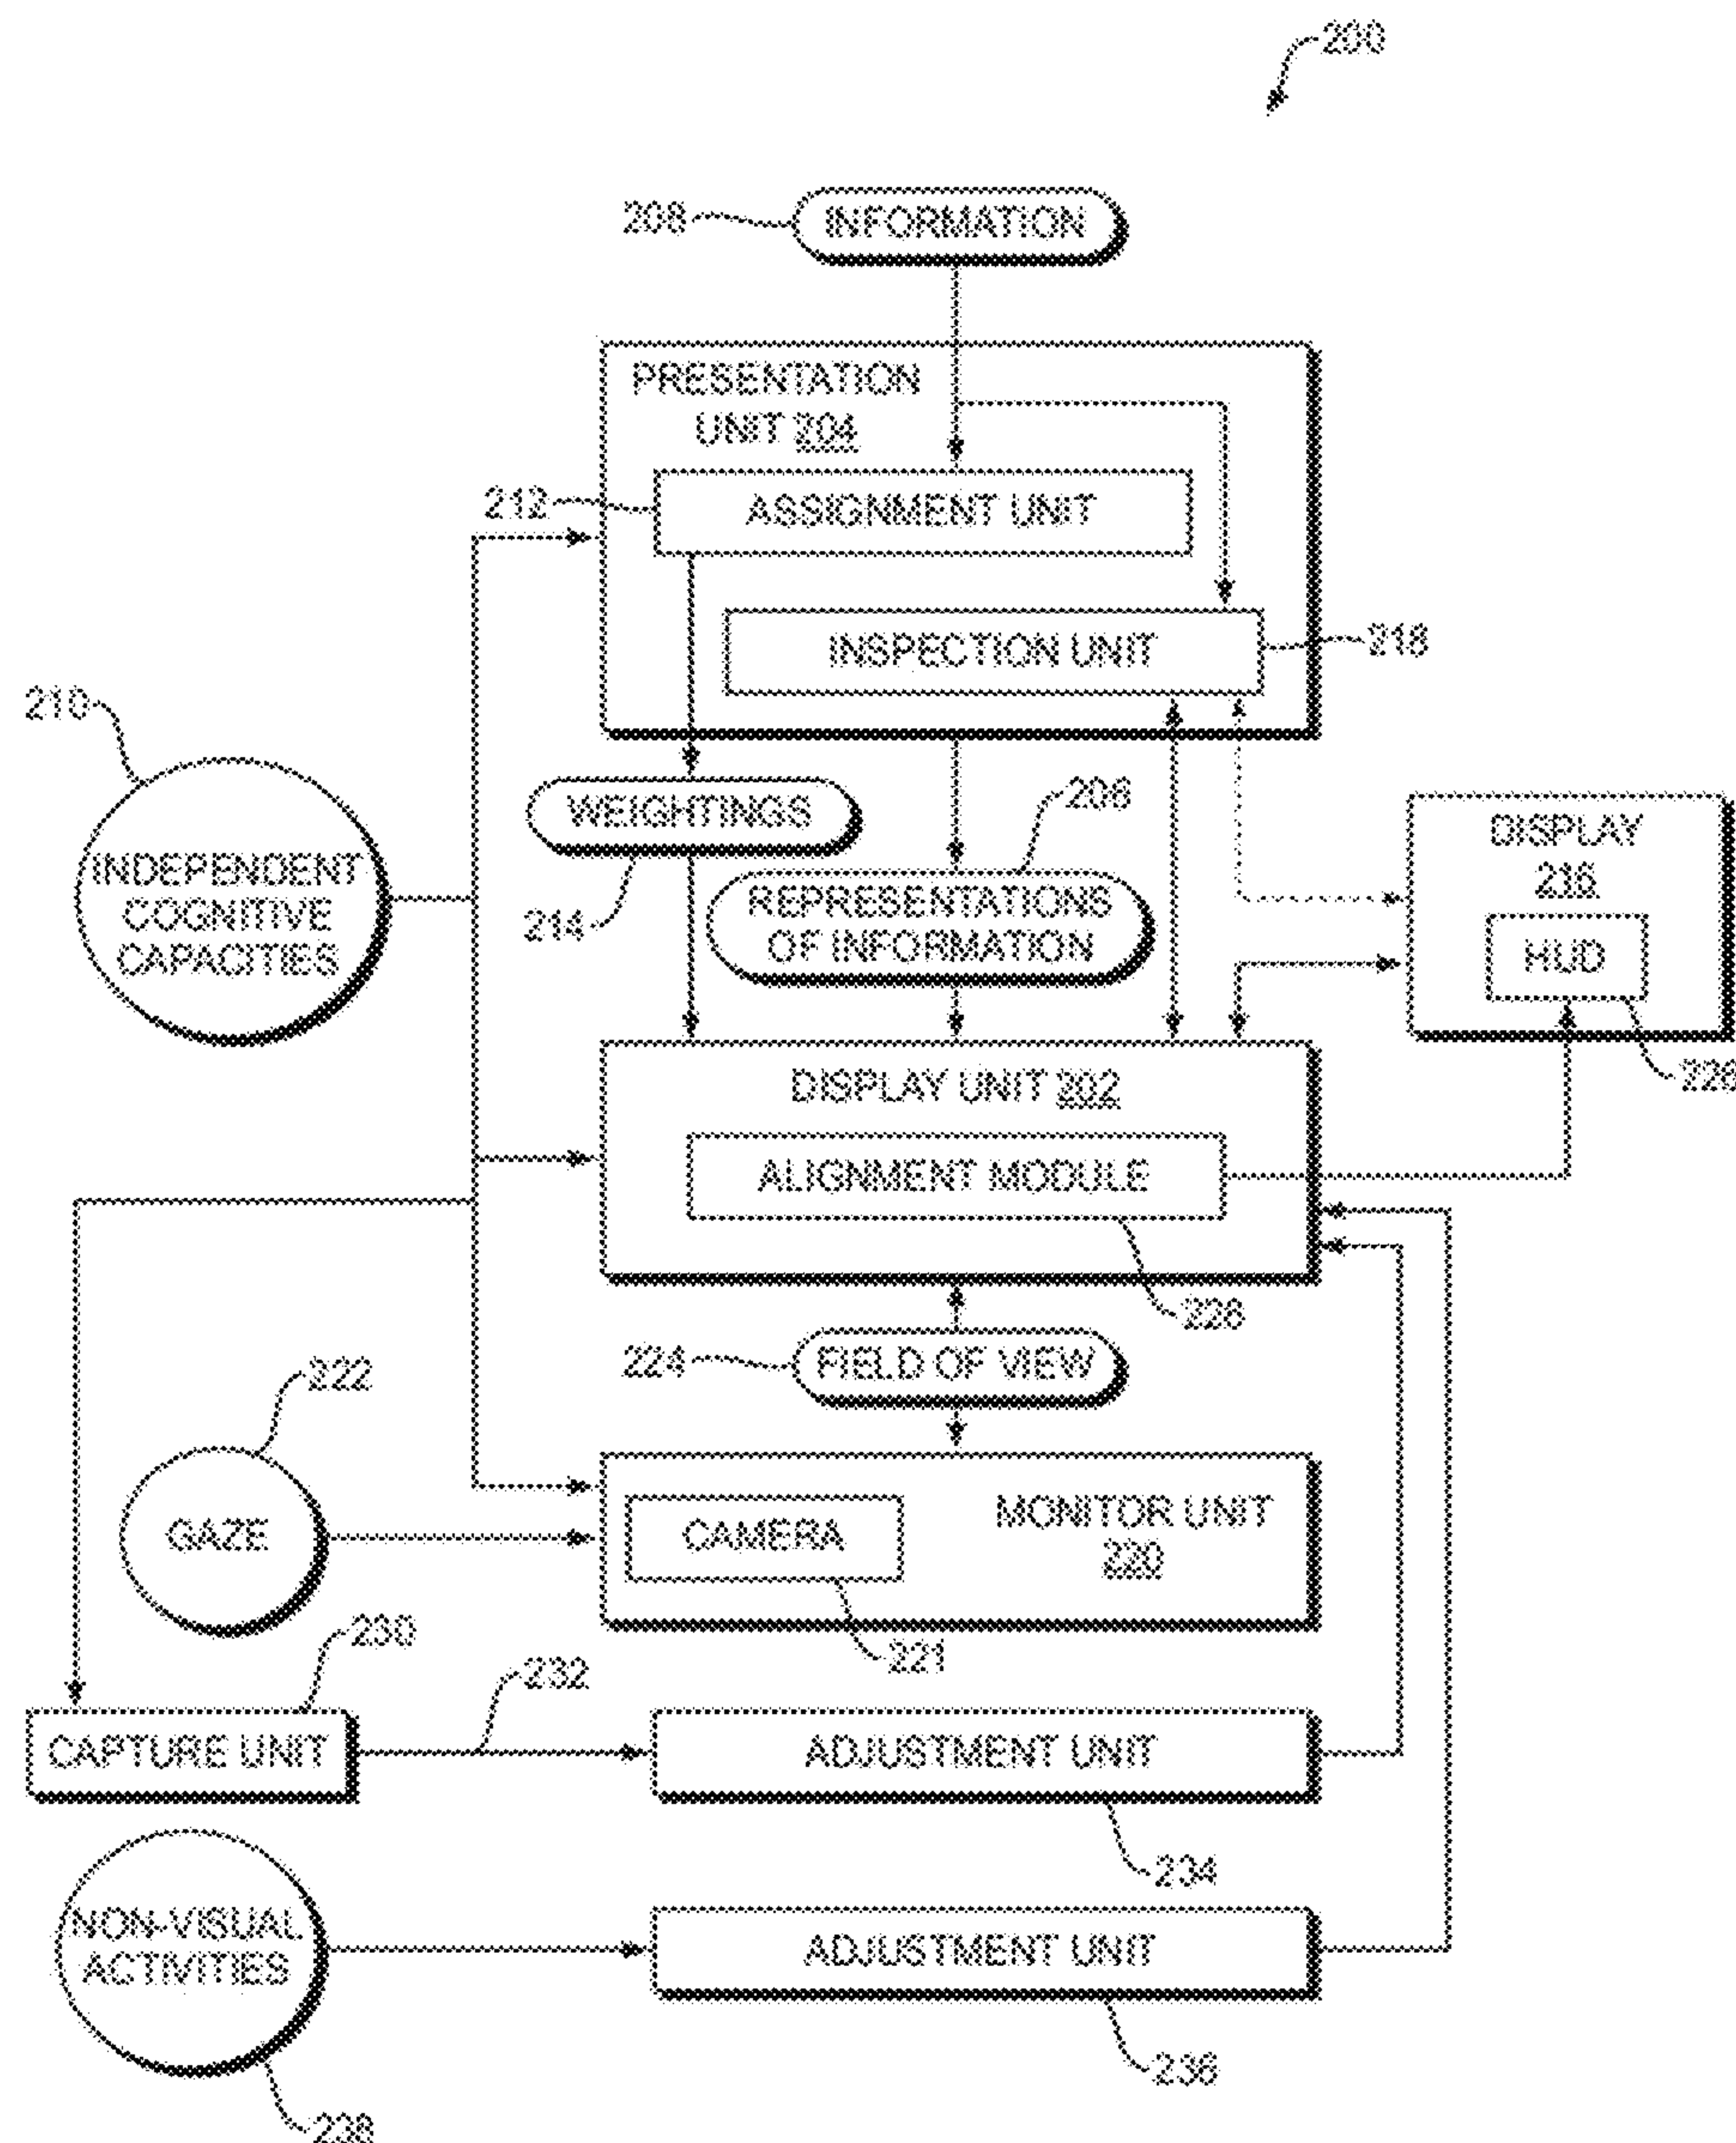 200
208
INFORMATION
PRESENTATION
UNIT 204
212
ASSIGNMENT UNIT
INSPECTION UNIT
218
210
WEIGHTINGS
206
DISPLAY
216
HUD
226
INDEPENDENT
COGNITIVE
CAPACITIES
214
REPRESENTATIONS
OF INFORMATION
DISPLAY UNIT 202
ALIGNMENT MODULE
228
224
FIELD OF VIEW
222
GAZE
CAMERA
MONITOR UNIT
220
221
230
232
CAPTURE UNIT
ADJUSTMENT UNIT
234
NON-VISUAL
ACTIVITIES
ADJUSTMENT UNIT
236
238